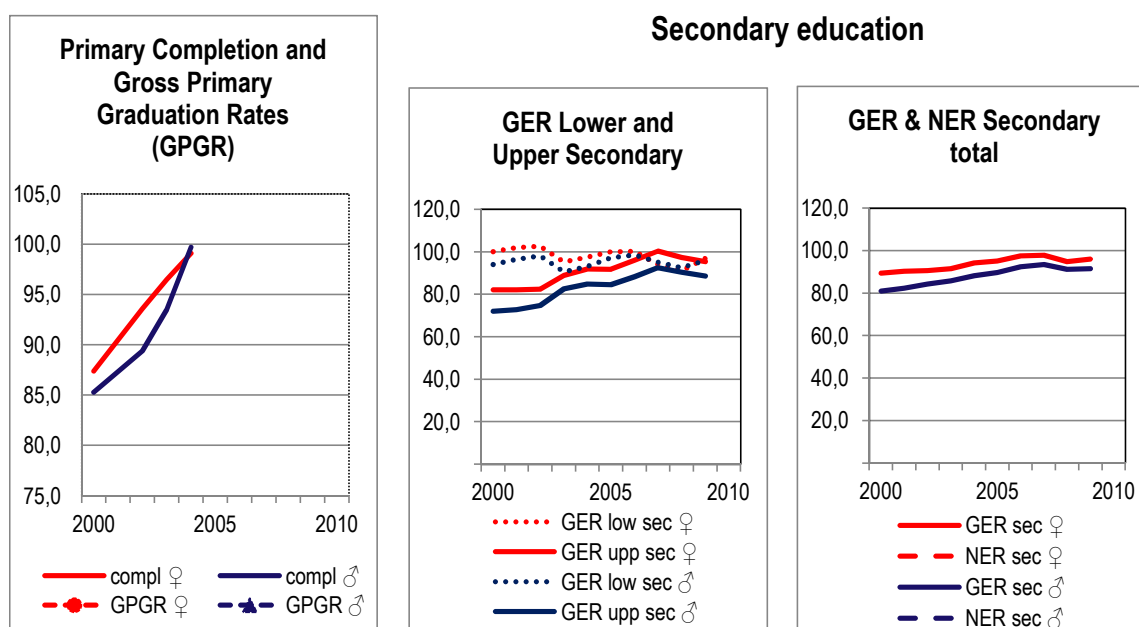 Secondary education
Primary Completion and
Gross Primary
Graduation Rates
(GPGR)
105,0
100,0
95,0
90,0
85,0
80,0
75,0
2000 2005 2010
compl ♀ compl ♂
GPGR ♀ GPGR ♂
GER Lower and
Upper Secondary
120,0
100,0
80,0
60,0
40,0
20,0
2000 2005 2010
GER low sec ♀
GER upp sec ♀
GER low sec ♂
GER upp sec ♂
GER & NER Secondary
total
120,0
100,0
80,0
60,0
40,0
20,0
2000 2005 2010
GER sec ♀
NER sec ♀
GER sec ♂
NER sec ♂